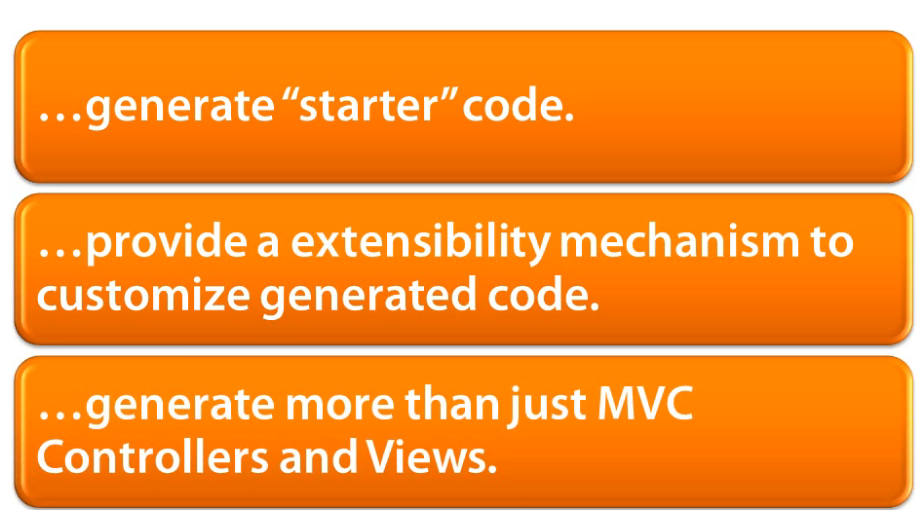 …generate “starter” code.
…provide a extensibility mechanism to
customize generated code.
…generate more than just MVC
Controllers and Views.